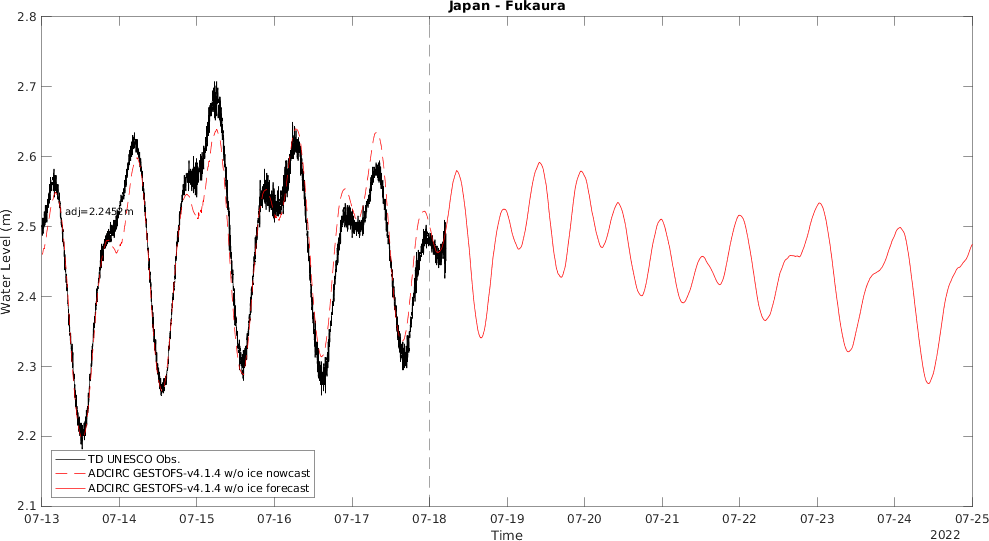 Japan - Fukaura
2.8
2.7
2.6
2.5
2.4
2.3
2.2
2.1
Water Level (m)
adj=2.2452m
TD UNESCO Obs.
ADCIRC GESTOFS-v4.1.4 w/o ice nowcast
ADCIRC GESTOFS-v4.1.4 w/o ice forecast
07-13 07-14 07-15 07-16 07-17 07-18 07-19 07-20 07-21 07-22 07-23 07-24 07-25
Time
2022